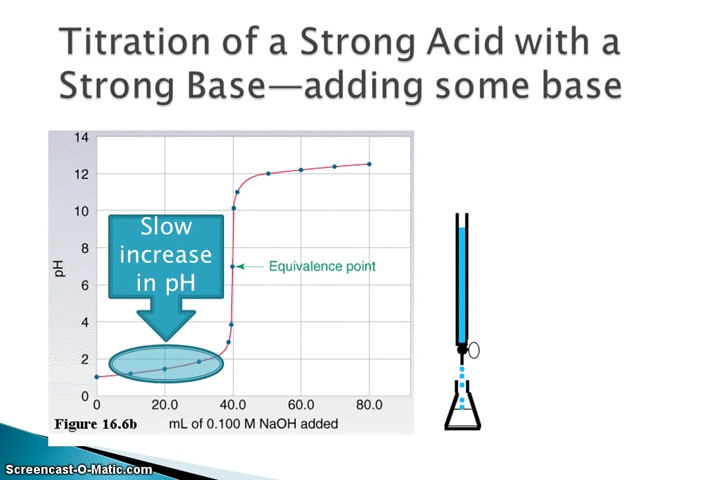 Titration of a Strong Acid with a
Strong Base—adding some base
14
12
10
8
6
4
2
0
pH
Slow
increase
in pH
Equivalence point
0
20.0
40.0
60.0
80.0
Figure 16.6b
mL of 0.100 M NaOH added
Screencast-O-Matic.com